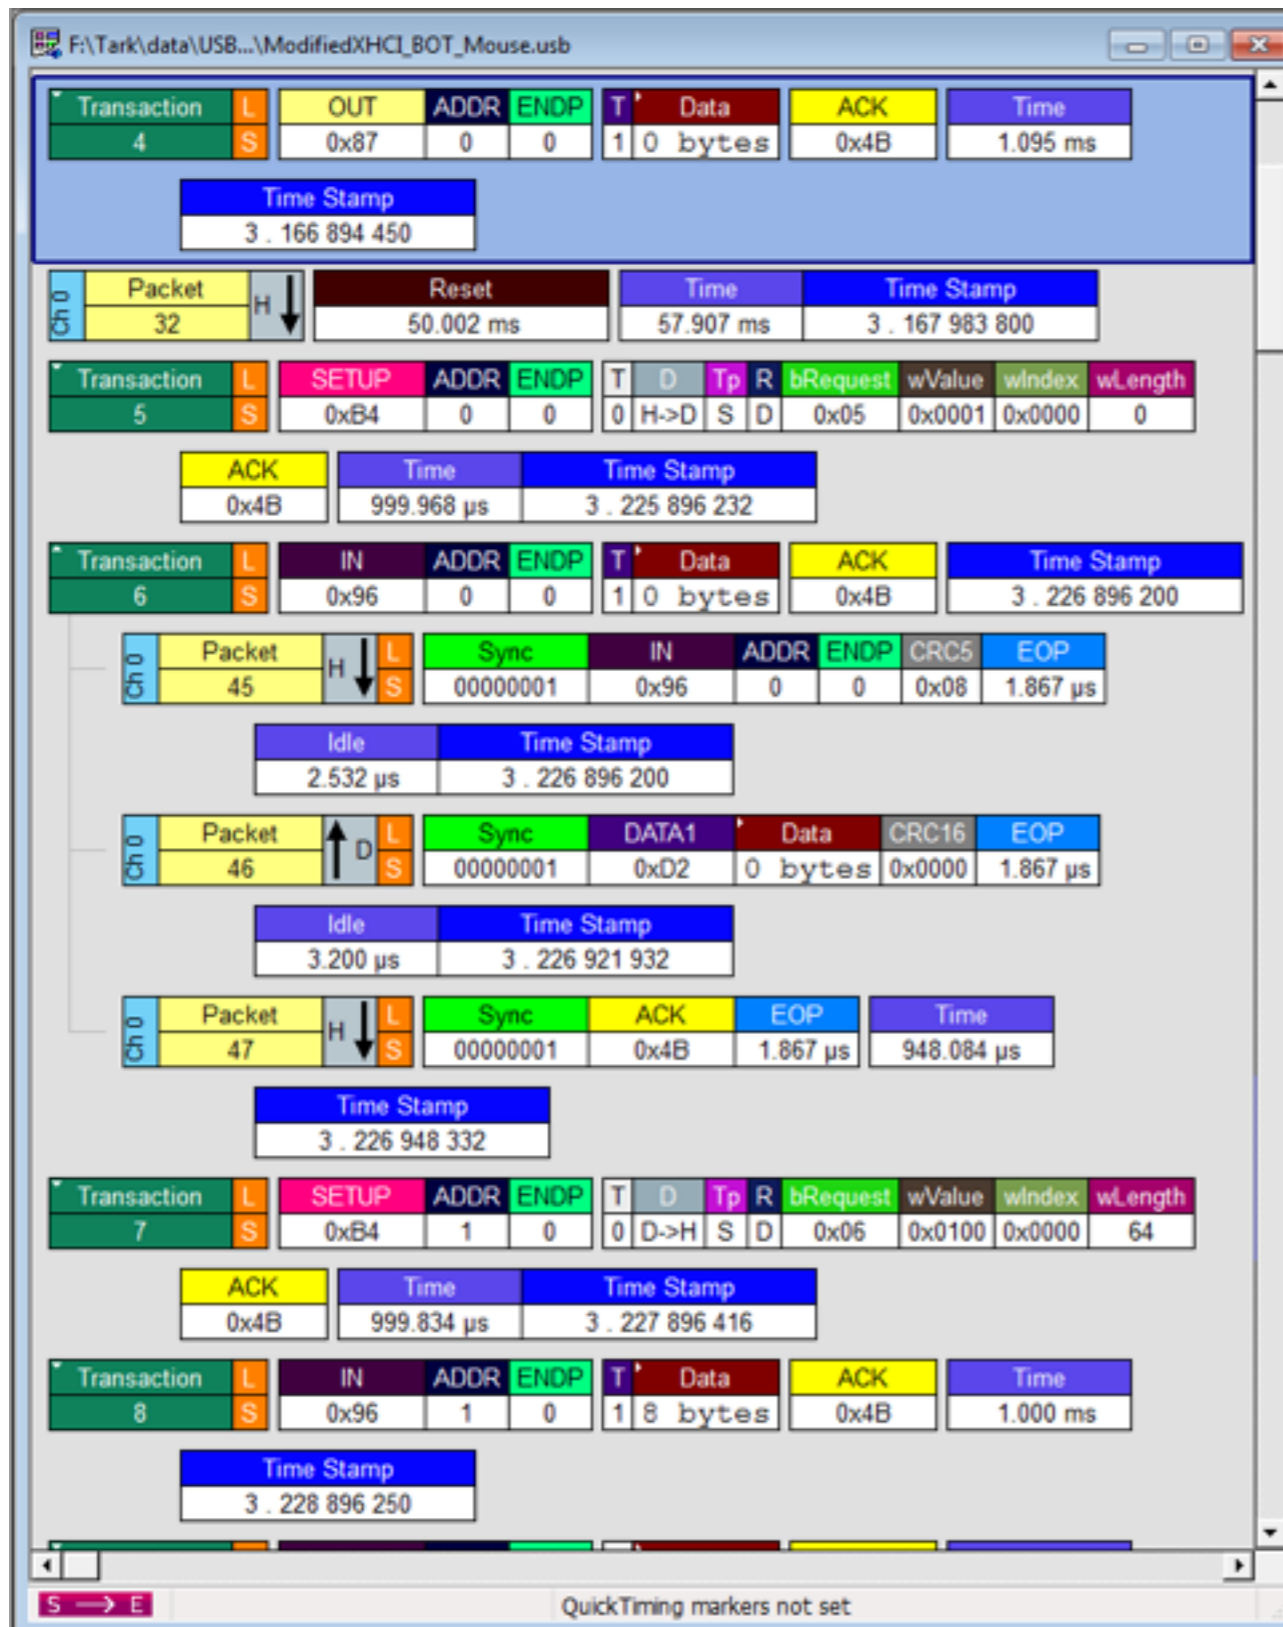 F:\Tark\data\USB...\ModifiedXHCI_BOT_Mouse.usb
Transaction L OUT ADDR ENDP T Data ACK Time
4 S 0x87 0 0 1 0 bytes 0x4B 1.095 ms
Time Stamp
3 . 166 894 450
Ch 0 Packet H Reset Time Time Stamp
32 50.002 ms 57.907 ms 3 . 167 983 800
Transaction L SETUP ADDR ENDP T D Tp R bRequest wValue wIndex wLength
5 S 0xB4 0 0 0 H->D S D 0x05 0x0001 0x0000 0
ACK Time Time Stamp
0x4B 999.968 µs 3 . 225 896 232
Transaction L IN ADDR ENDP T Data ACK Time Stamp
6 S 0x96 0 0 1 0 bytes 0x4B 3 . 226 896 200
Ch 0 Packet H L Sync IN ADDR ENDP CRC5 EOP
45 S 00000001 0x96 0 0 0x08 1.867 µs
Idle Time Stamp
2.532 µs 3 . 226 896 200
Ch 0 Packet D L Sync DATA1 Data CRC16 EOP
46 S 00000001 0xD2 0 bytes 0x0000 1.867 µs
Idle Time Stamp
3.200 µs 3 . 226 921 932
Ch 0 Packet H L Sync ACK EOP Time
47 S 00000001 0x4B 1.867 µs 948.084 µs
Time Stamp
3 . 226 948 332
Transaction L SETUP ADDR ENDP T D Tp R bRequest wValue wIndex wLength
7 S 0xB4 1 0 0 D->H S D 0x06 0x0100 0x0000 64
ACK Time Time Stamp
0x4B 999.834 µs 3 . 227 896 416
Transaction L IN ADDR ENDP T Data ACK Time
8 S 0x96 1 0 1 8 bytes 0x4B 1.000 ms
Time Stamp
3 . 228 896 250
S E QuickTiming markers not set